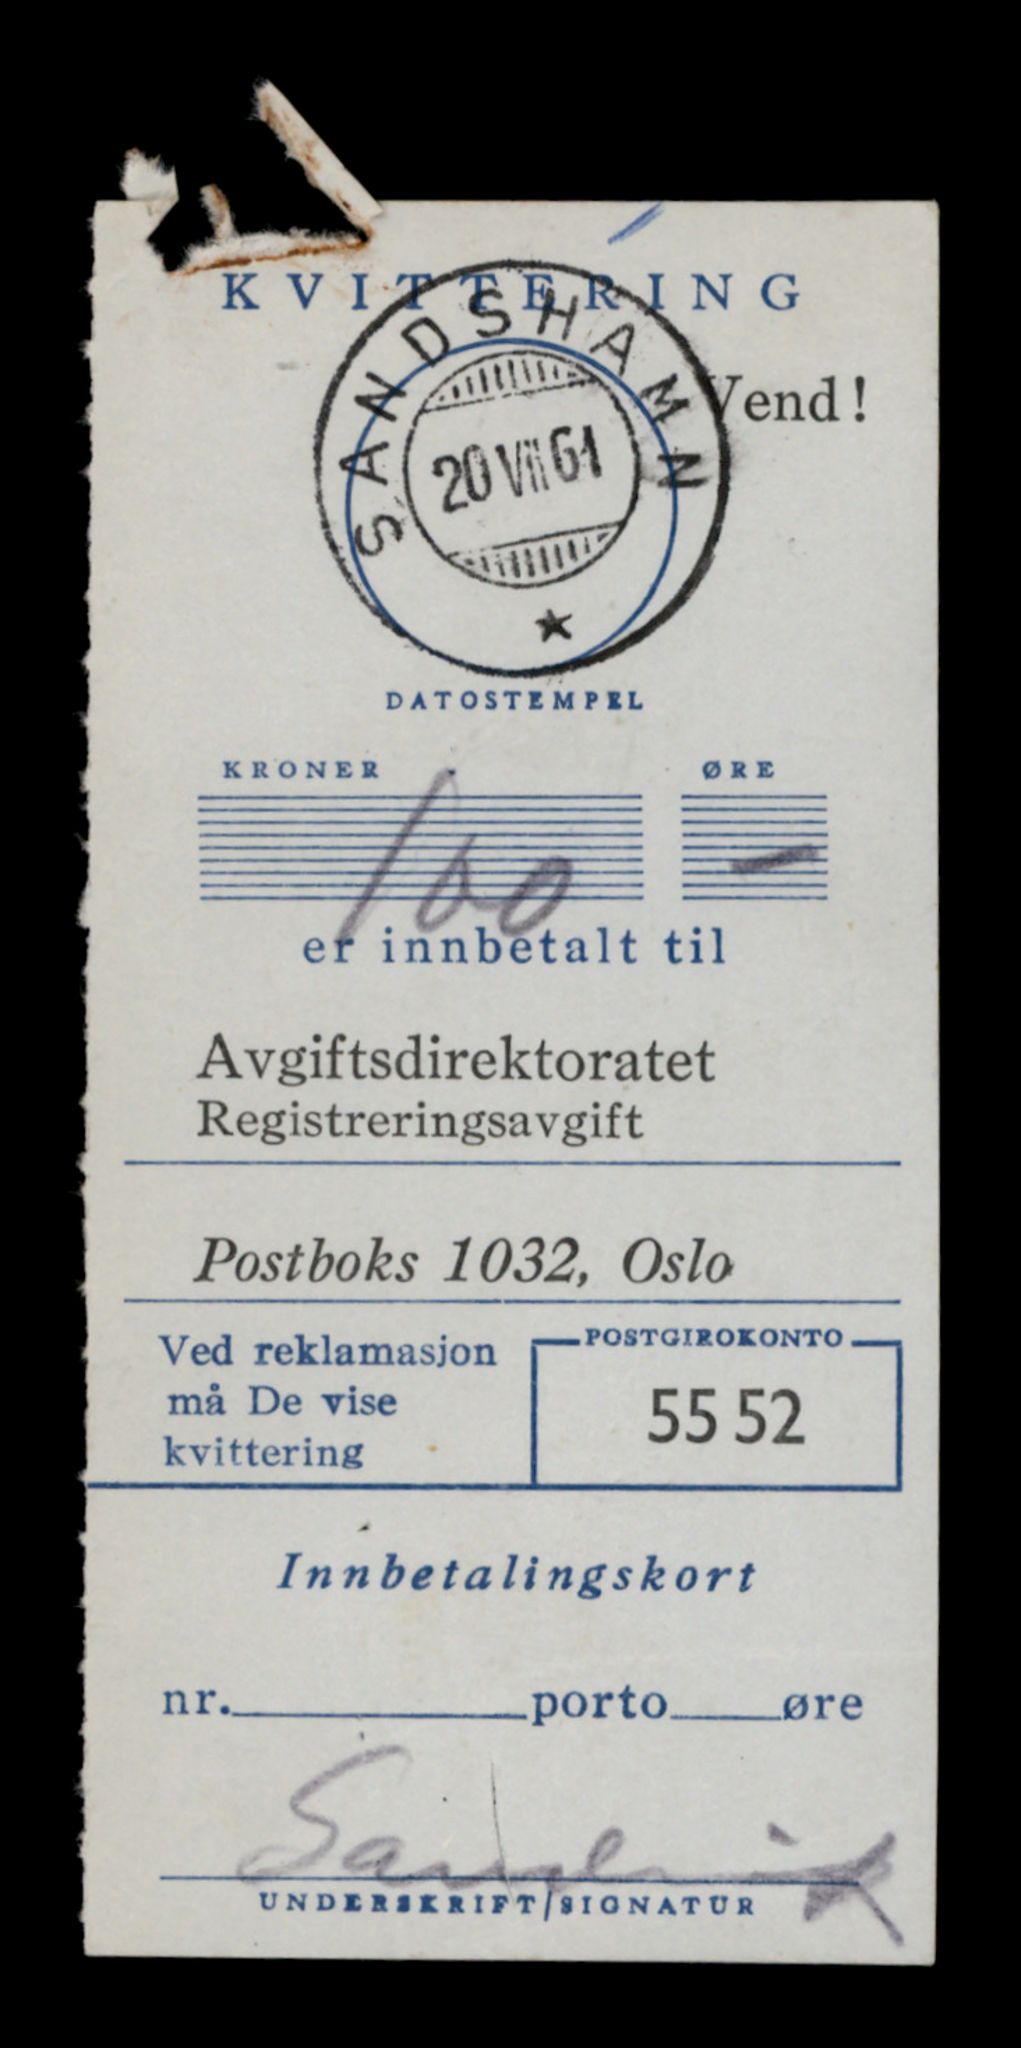 KVITTERING
Vend!
SANDSHAMN
20 VII 61
DATOSTEMPEL
KRONER ØRE
100 —
er innbetalt til
Avgiftsdirektoratet
Registreringsavgift
Postboks 1032, Oslo
Ved reklamasjon
må De vise
kvittering
POSTGIROKONTO
55 52
Innbetalingskort
nr. porto øre
UNDERSKRIFT/SIGNATUR